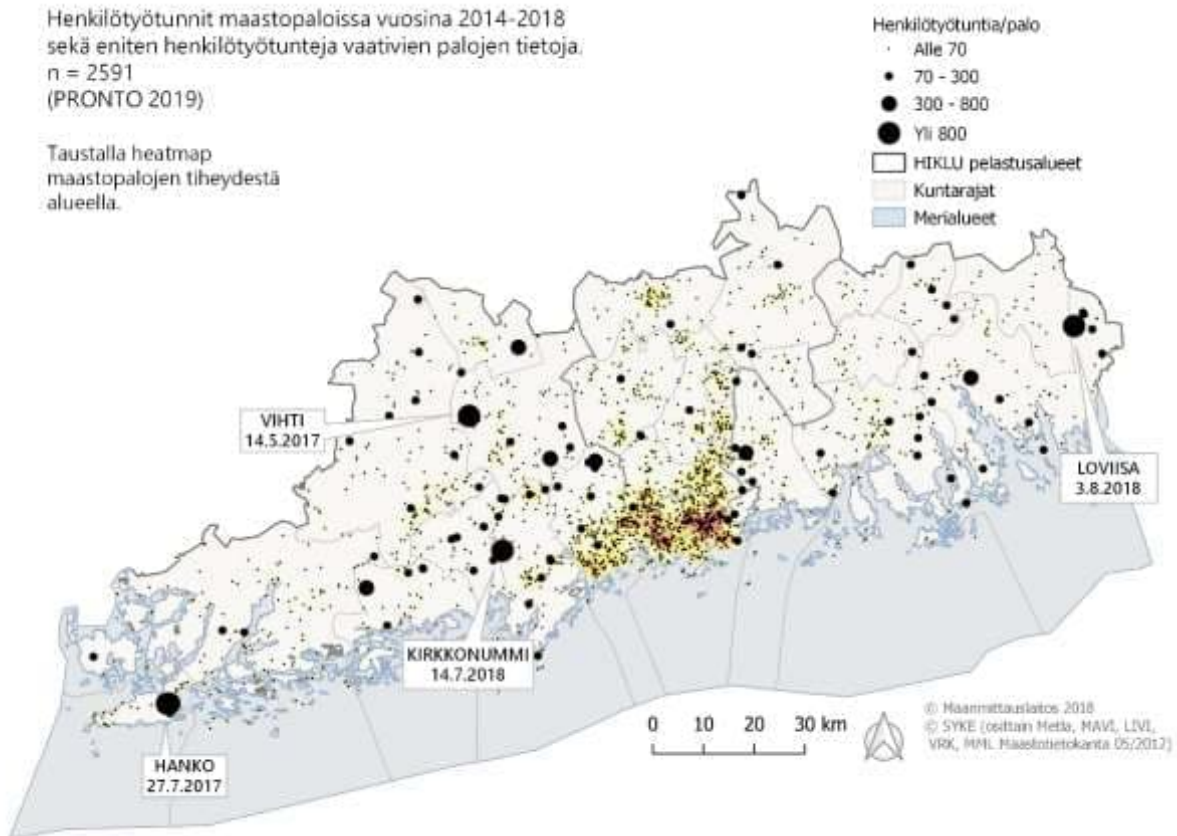 Henkilötyötunnit maastopaloissa vuosina 2014-2018
sekä eniten henkilötyötunteja vaativien palojen tietoja.
n = 2591
(PRONTO 2019)
Taustalla heatmap
maastopalojen tiheydestä
alueella.
Henkilötyötuntia/palo
Alle 70
70 - 300
300 - 800
Yli 800
HIKLU pelastusalueet
Kuntarajat
Merialueet
VIHTI
14.5.2017
LOVIISA
3.8.2018
KIRKKONUMMI
14.7.2018
HANKO
27.7.2017
0 10 20 30 km
© Maanmittauslaitos 2018
© SYKE (osittain Metla, MAVI, LIVI,
VRK, MML Maastotietokanta 05/2012)